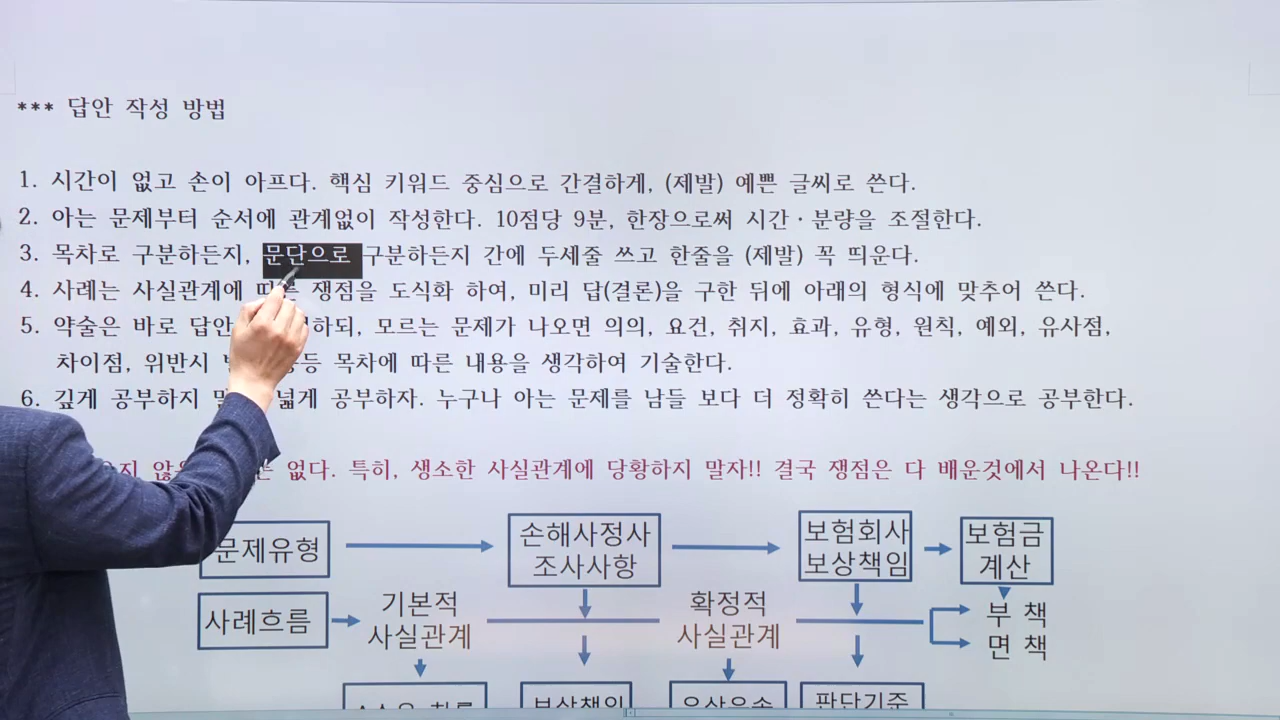 *** 답안 작성 방법
1. 시간이 없고 손이 아프다. 핵심 키워드 중심으로 간결하게, (제발) 예쁜 글씨로 쓴다.
2. 아는 문제부터 순서에 관계없이 작성한다. 10점당 9분, 한장으로써 시간·분량을 조절한다.
3. 목차로 구분하든지, 문단으로 구분하든지 간에 두세줄 쓰고 한줄을 (제발) 꼭 띄운다.
4. 사례는 사실관계에 따른 쟁점을 도식화 하여, 미리 답(결론)을 구한 뒤에 아래의 형식에 맞추어 쓴다.
5. 약술은 바로 답안 하되, 모르는 문제가 나오면 의의, 요건, 취지, 효과, 유형, 원칙, 예외, 유사점,
차이점, 위반시 등 목차에 따른 내용을 생각하여 기술한다.
6. 깊게 공부하지 넓게 공부하자. 누구나 아는 문제를 남들 보다 더 정확히 쓴다는 생각으로 공부한다.
없다. 특히, 생소한 사실관계에 당황하지 말자!! 결국 쟁점은 다 배운것에서 나온다!!
문제유형
손해사정사
조사사항
보험회사
보상책임
보험금
계산
사례흐름
기본적
사실관계
확정적
사실관계
부 책
면 책
보상책임
판단기준